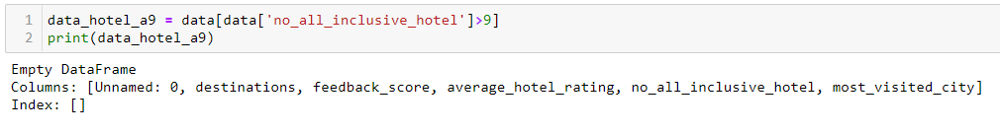 1 data_hotel_a9 = data[data['no_all_inclusive_hotel']>9]
2 print(data_hotel_a9)
Empty DataFrame
Columns: [Unnamed: 0, destinations, feedback_score, average_hotel_rating, no_all_inclusive_hotel, most_visited_city]
Index: []